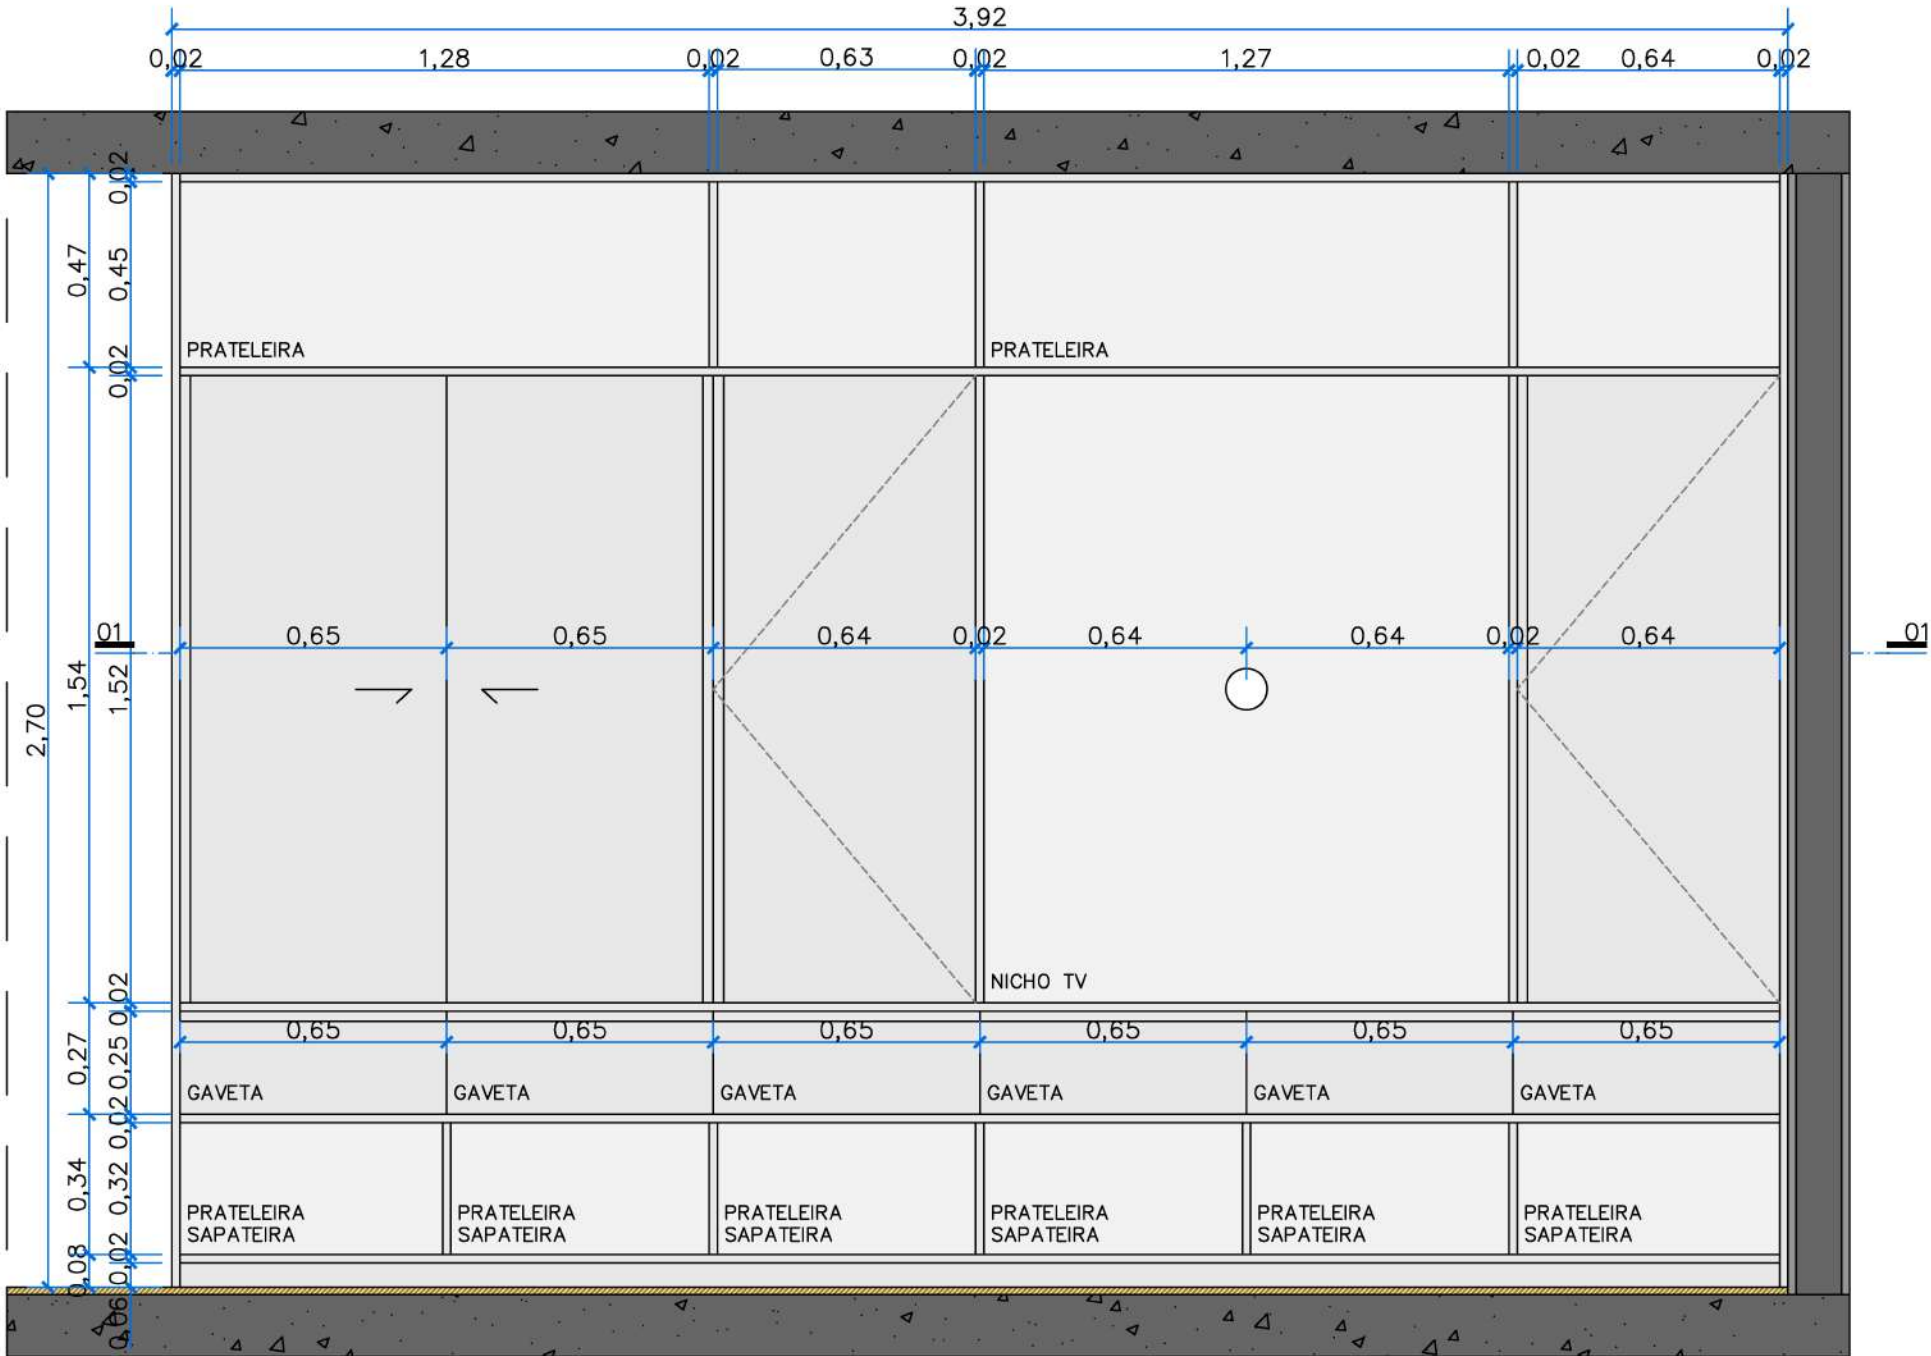 3,92
0,02 1,28 0,02 0,63 0,02 1,27 0,02 0,64 0,02
0,02
0,47 0,45
PRATELEIRA PRATELEIRA
0,02
01 0,65 0,65 0,64 0,02 0,64 0,64 0,02 0,64 01
2,70 1,54 1,52
NICHO TV
0,02
0,65 0,65 0,65 0,65 0,65 0,65
0,27 0,25
GAVETA GAVETA GAVETA GAVETA GAVETA GAVETA
0,02
0,34 0,32
PRATELEIRA PRATELEIRA PRATELEIRA PRATELEIRA PRATELEIRA PRATELEIRA
SAPATEIRA SAPATEIRA SAPATEIRA SAPATEIRA SAPATEIRA SAPATEIRA
0,08 0,02
0,06